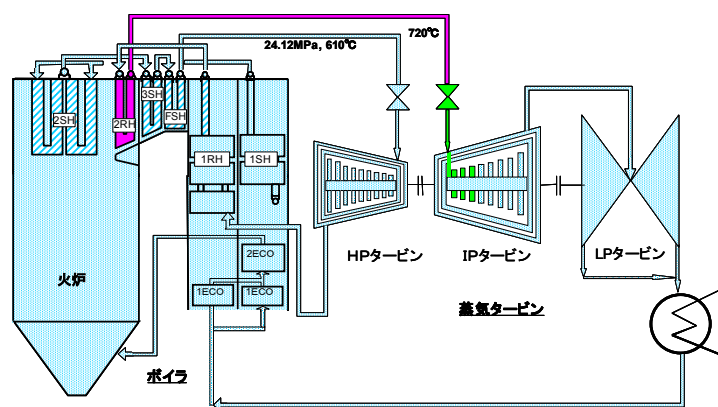 24.12MPa, 610℃
720℃
2SH
2RH
3SH
FSH
1RH
1SH
HPタービン
IPタービン
LPタービン
2ECO
1ECO
1ECO
火炉
蒸気タービン
ボイラ